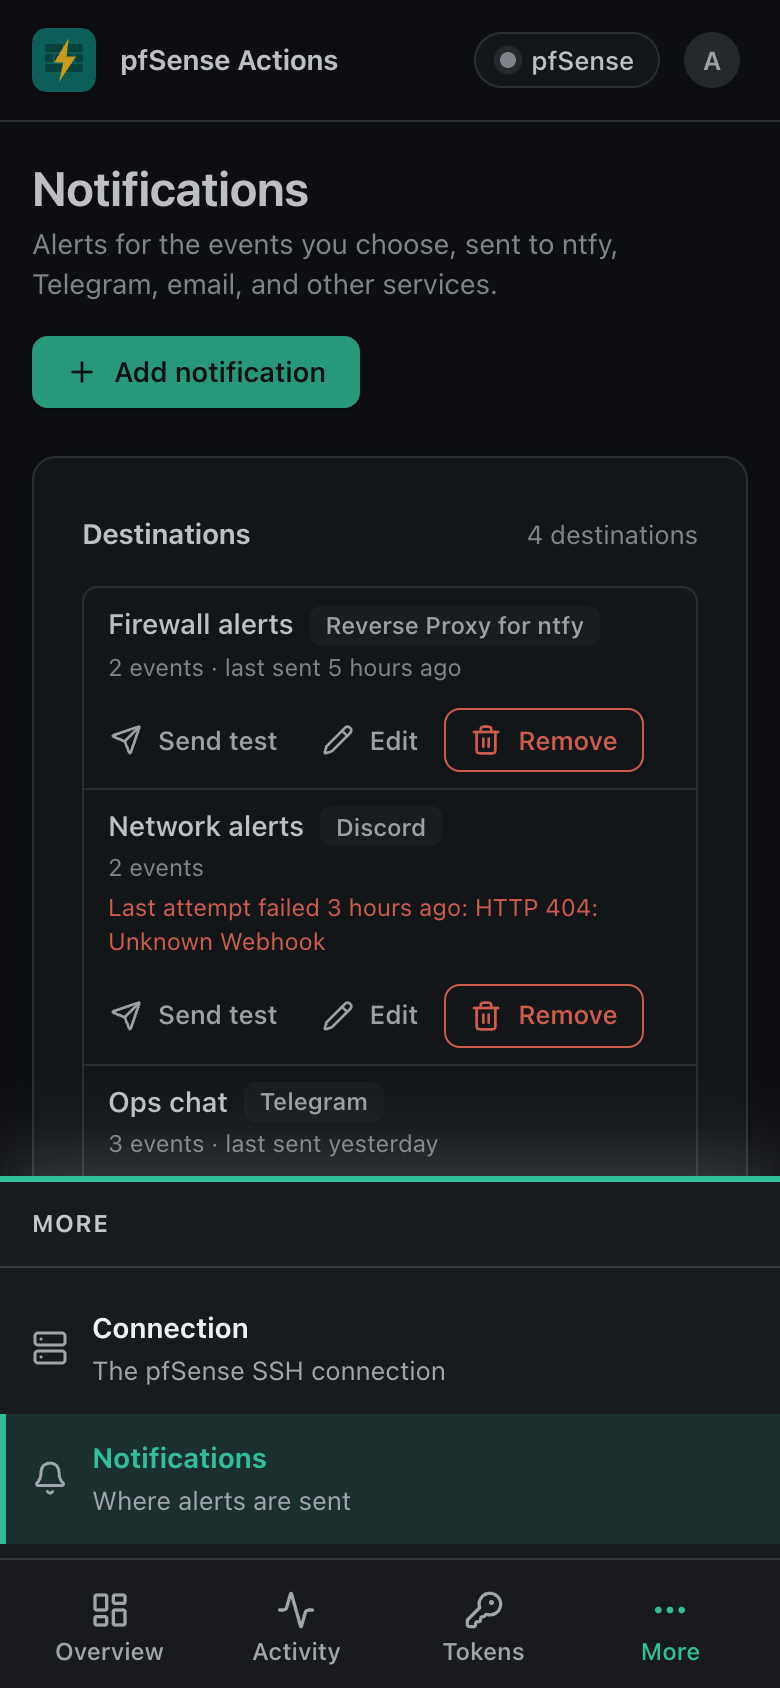 pfSense Actions
pfSense
A
Notifications
Alerts for the events you choose, sent to ntfy,
Telegram, email, and other services.
Add notification
Destinations
4 destinations
Firewall alerts
Reverse Proxy for ntfy
2 events · last sent 5 hours ago
Send test
Edit
Remove
Network alerts
Discord
2 events
Last attempt failed 3 hours ago: HTTP 404:
Unknown Webhook
Send test
Edit
Remove
Ops chat
Telegram
3 events · last sent yesterday
MORE
Connection
The pfSense SSH connection
Notifications
Where alerts are sent
Overview
Activity
Tokens
More